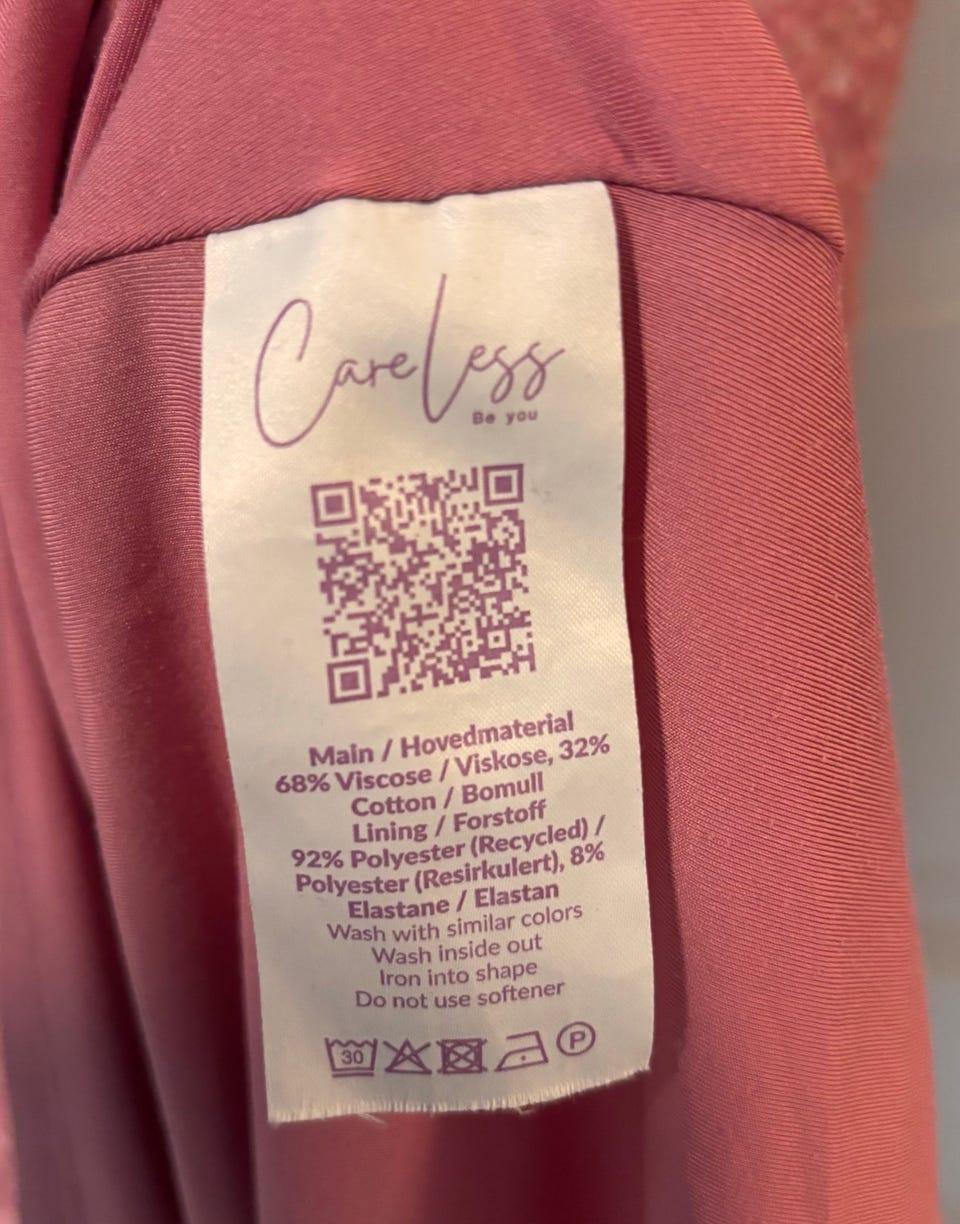 CareLess
Be you
Main / Hovedmaterial
68% Viscose / Viskose, 32%
Cotton / Bomull
Lining / Forstoff
92% Polyester (Recycled) /
Polyester (Resirkulert), 8%
Elastane / Elastan
Wash with similar colors
Wash inside out
Iron into shape
Do not use softener
30 P